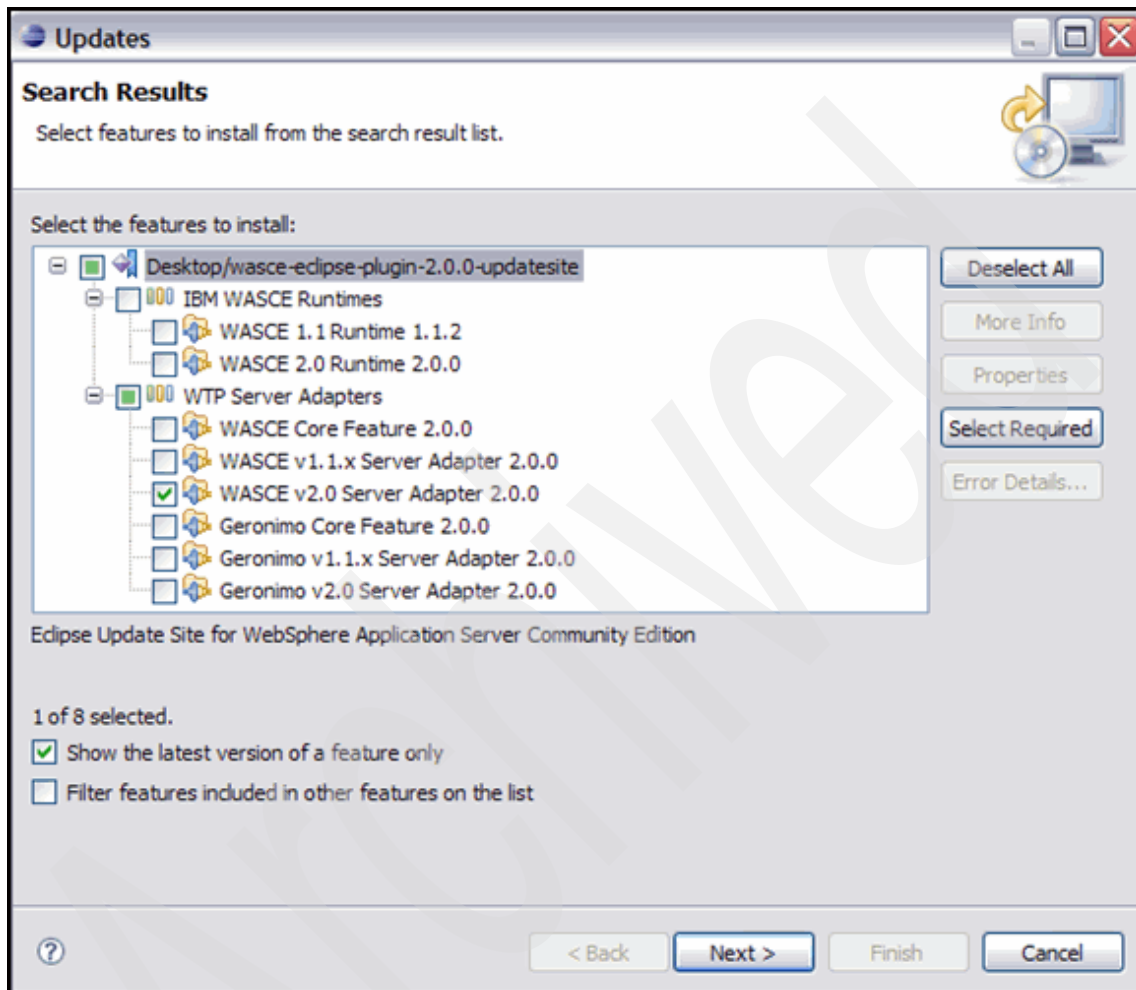 Updates
Search Results
Select features to install from the search result list.
Select the features to install:
Desktop/wasce-eclipse-plugin-2.0.0-updatesite
IBM WASCE Runtimes
WASCE 1.1 Runtime 1.1.2
WASCE 2.0 Runtime 2.0.0
WTP Server Adapters
WASCE Core Feature 2.0.0
WASCE v1.1.x Server Adapter 2.0.0
WASCE v2.0 Server Adapter 2.0.0
Geronimo Core Feature 2.0.0
Geronimo v1.1.x Server Adapter 2.0.0
Geronimo v2.0 Server Adapter 2.0.0
Deselect All
More Info
Properties
Select Required
Error Details...
Eclipse Update Site for WebSphere Application Server Community Edition
1 of 8 selected.
Show the latest version of a feature only
Filter features included in other features on the list
?
< Back
Next >
Finish
Cancel
Archived